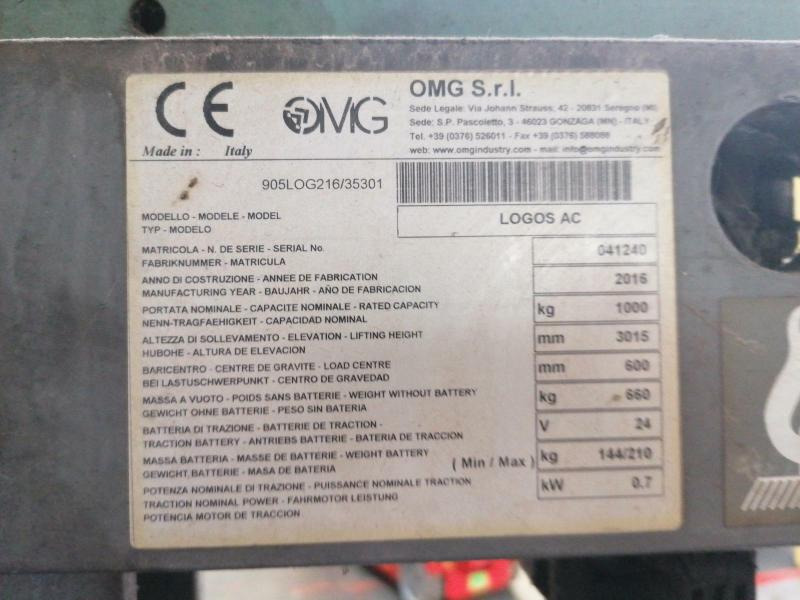 CE OMG
OMG S.r.l.
Sede Legale: Via Johann Strauss, 42 - 20831 Seregno (MI)
Sede: S.P. Pascoletto, 3 - 46023 GONZAGA (MN) - ITALY
Tel. +39 (0376) 526011 - Fax +39 (0376) 588088
web: www.omgindustry.com - mail: info@omgindustry.com
Made in : Italy
905LOG216/35301
MODELLO - MODELE - MODEL
TYP - MODELO
LOGOS AC
MATRICOLA - N. DE SERIE - SERIAL No.
FABRIKNUMMER - MATRICULA
041240
ANNO DI COSTRUZIONE - ANNEE DE FABRICATION
MANUFACTURING YEAR - BAUJAHR - AÑO DE FABRICACION
2016
PORTATA NOMINALE - CAPACITE NOMINALE - RATED CAPACITY
NENN-TRAGFAEHIGKEIT - CAPACIDAD NOMINAL
kg 1000
ALTEZZA DI SOLLEVAMENTO - ELEVATION - LIFTING HEIGHT
HUBOHE - ALTURA DE ELEVACION
mm 3015
BARICENTRO - CENTRE DE GRAVITE - LOAD CENTRE
BEI LASTUSCHWERPUNKT - CENTRO DE GRAVEDAD
mm 600
MASSA A VUOTO - POIDS SANS BATTERIE - WEIGHT WITHOUT BATTERY
GEWICHT OHNE BATTERIE - PESO SIN BATERIA
kg 660
BATTERIA DI TRAZIONE - BATTERIE DE TRACTION -
TRACTION BATTERY - ANTRIEBS BATTERIE - BATERIA DE TRACCION
V 24
MASSA BATTERIA - MASSE DE BATTERIE - WEIGHT BATTERY
GEWICHT BATTERIE - MASA DE BATERIA
( Min / Max ) kg 144/210
POTENZA NOMINALE DI TRAZIONE - PUISSANCE NOMINALE TRACTION
TRACTION NOMINAL POWER - FAHRMOTOR LEISTUNG
POTENCIA MOTOR DE TRACCION
kW 0.7